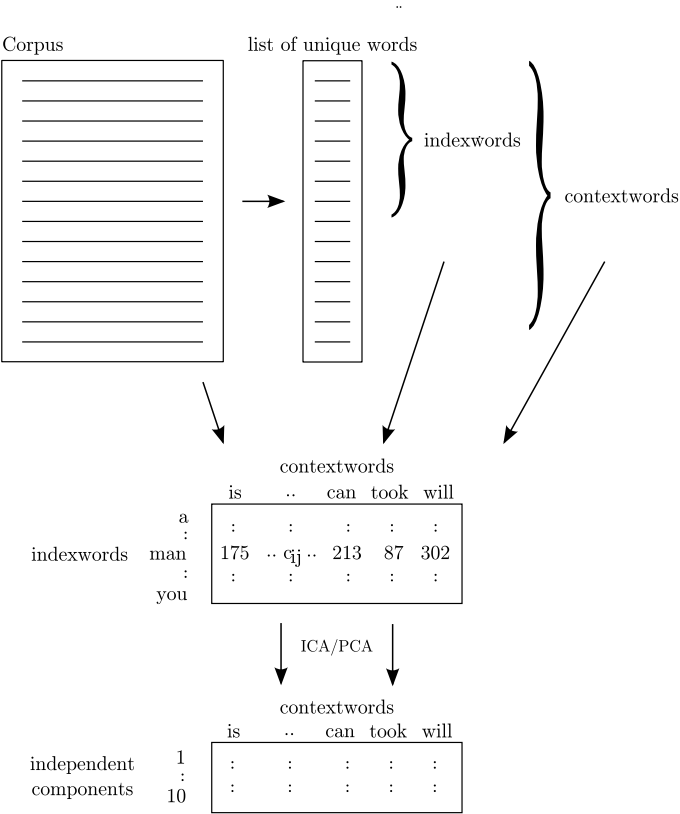 ..
Corpus
list of unique words
indexwords
contextwords
contextwords
is .. can took will
a
: : : : : :
indexwords man 175 .. cij .. 213 87 302
: : : : : :
you
ICA/PCA
contextwords
is .. can took will
independent 1 : : : : :
:
components 10 : : : : :